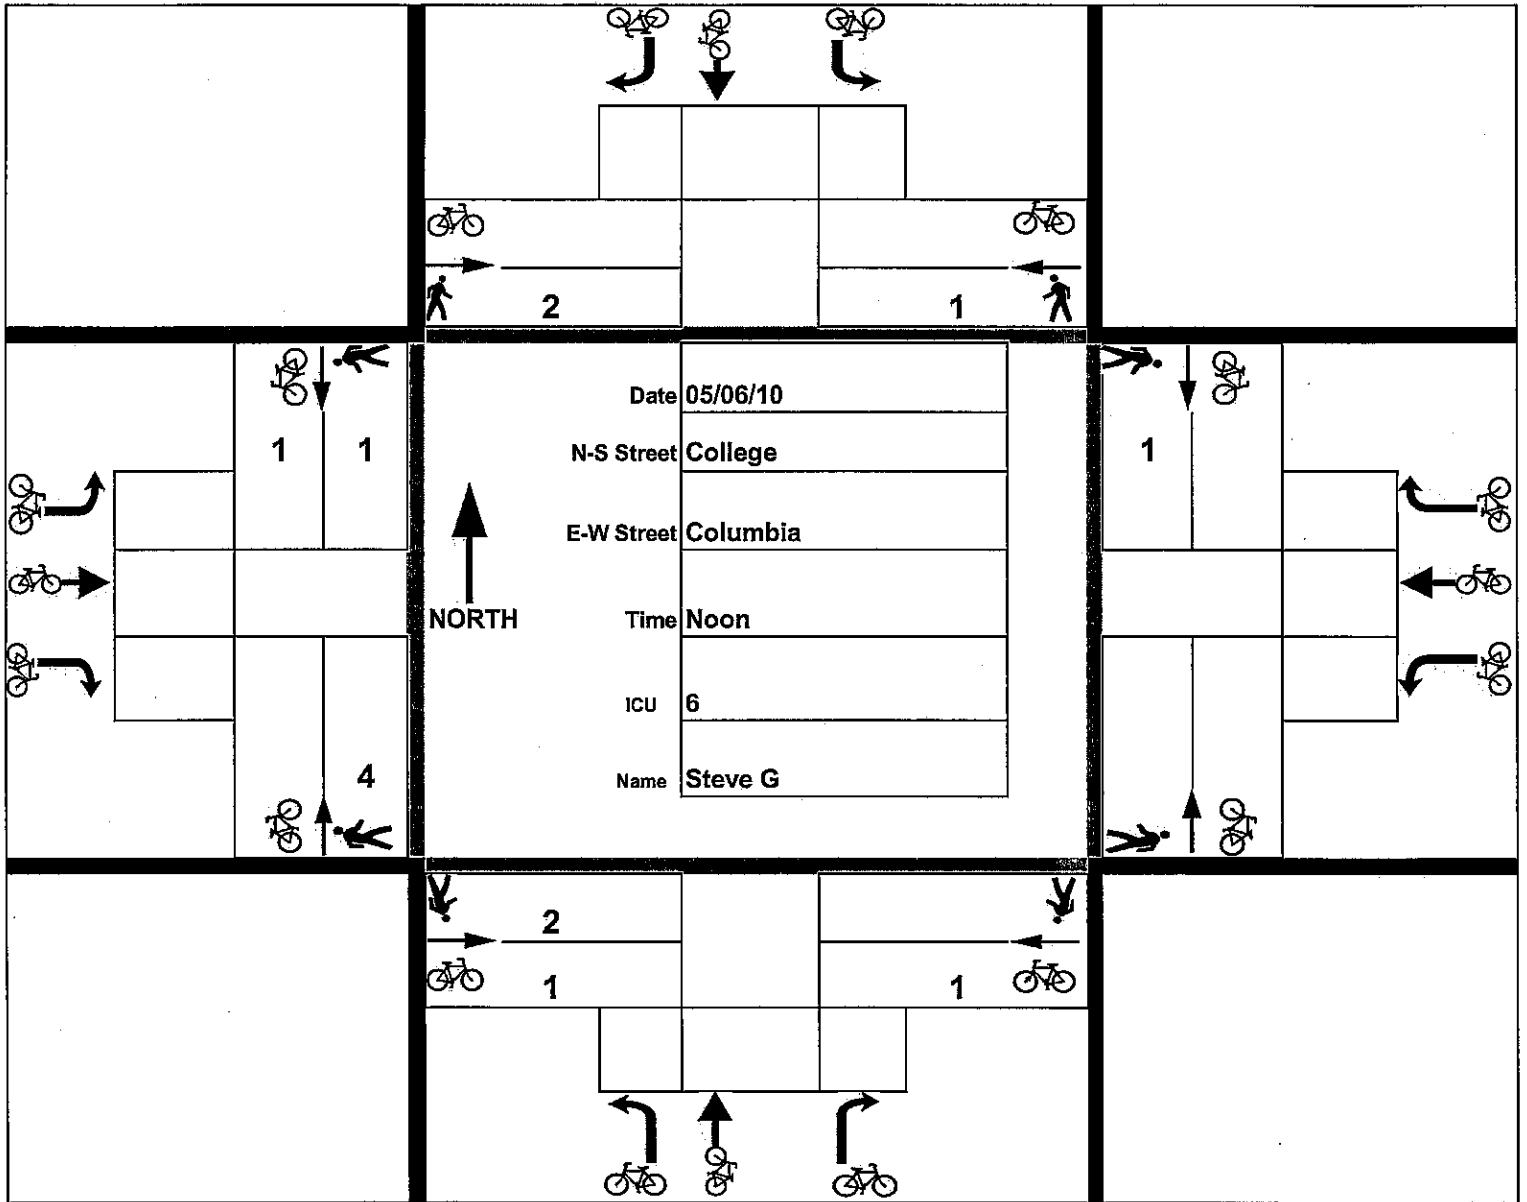 2 1
Date 05/06/10
1 1 N-S Street College 1
E-W Street Columbia
NORTH Time Noon
ICU 6
4 Name Steve G
2
1 1